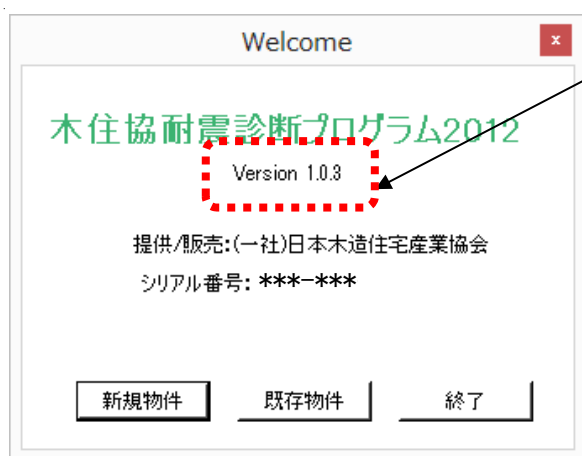 Welcome
x
木住協耐震診断プログラム2012
Version 1.0.3
提供/販売:(一社)日本木造住宅産業協会
シリアル番号: ***-***
新規物件
既存物件
終了